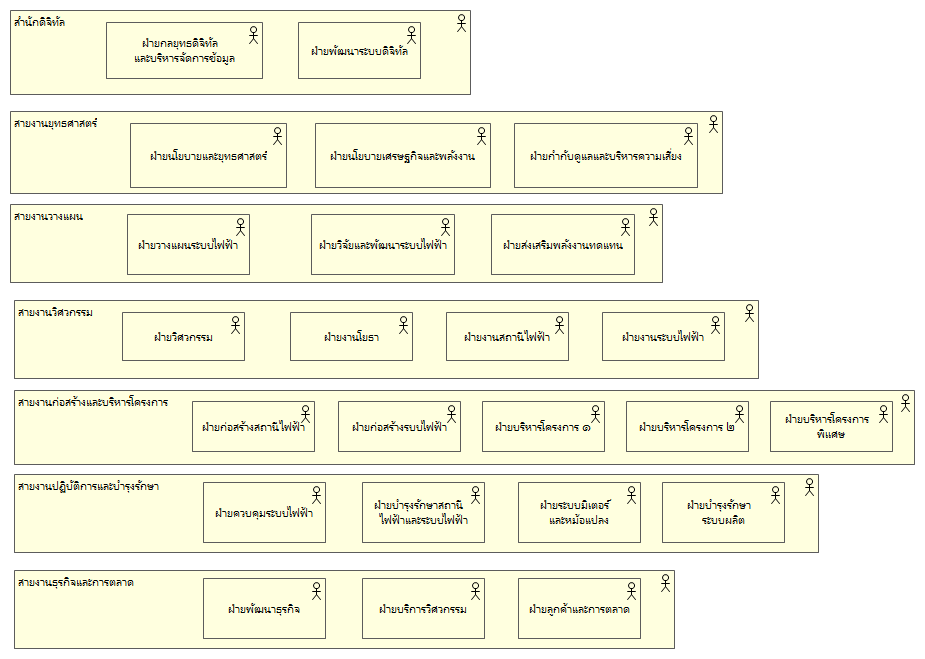 สำนักดิจิทัล
ฝ่ายกลยุทธดิจิทัล
และบริหารจัดการข้อมูล
ฝ่ายพัฒนาระบบดิจิทัล
สายงานยุทธศาสตร์
ฝ่ายนโยบายและยุทธศาสตร์
ฝ่ายนโยบายเศรษฐกิจและพลังงาน
ฝ่ายกำกับดูแลและบริหารความเสี่ยง
สายงานวางแผน
ฝ่ายวางแผนระบบไฟฟ้า
ฝ่ายวิจัยและพัฒนาระบบไฟฟ้า
ฝ่ายส่งเสริมพลังงานทดแทน
สายงานวิศวกรรม
ฝ่ายวิศวกรรม
ฝ่ายงานโยธา
ฝ่ายงานสถานีไฟฟ้า
ฝ่ายงานระบบไฟฟ้า
สายงานก่อสร้างและบริหารโครงการ
ฝ่ายก่อสร้างสถานีไฟฟ้า
ฝ่ายก่อสร้างรบบไฟฟ้า
ฝ่ายบริหารโครงการ ๑
ฝ่ายบริหารโครงการ ๒
ฝ่ายบริหารโครงการ
พิเศษ
สายงานปฏิบัติการและบำรุงรักษา
ฝ่ายควบคุมระบบไฟฟ้า
ฝ่ายบำรุงรักษาสถานี
ไฟฟ้าและระบบไฟฟ้า
ฝ่ายระบบมิเตอร์
และหม้อแปลง
ฝ่ายบำรุงรักษา
ระบบผลิต
สายงานธุรกิจและการตลาด
ฝ่ายพัฒนาธุรกิจ
ฝ่ายบริการวิศวกรรม
ฝ่ายลูกค้าและการตลาด